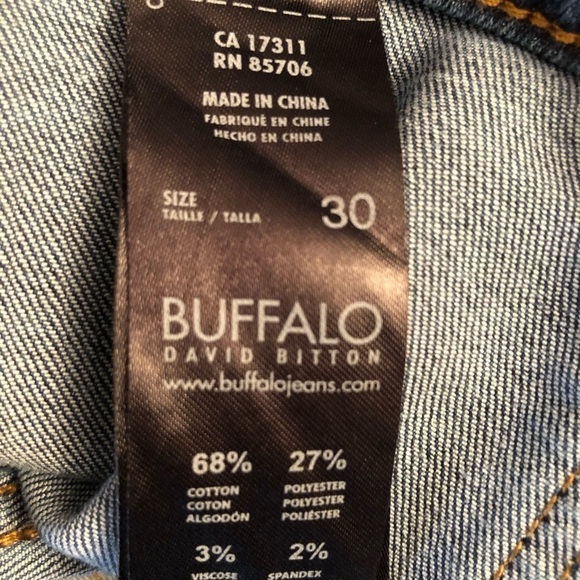 CA 17311
RN 85706
MADE IN CHINA
FABRIQUÉ EN CHINE
HECHO EN CHINA
SIZE
TAILLE / TALLA
30
BUFFALO
DAVID BITTON
www.buffalojeans.com
68% 27%
COTTON POLYESTER
COTON POLYESTER
ALGODÓN POLIÉSTER
3% 2%
VISCOSE SPANDEX